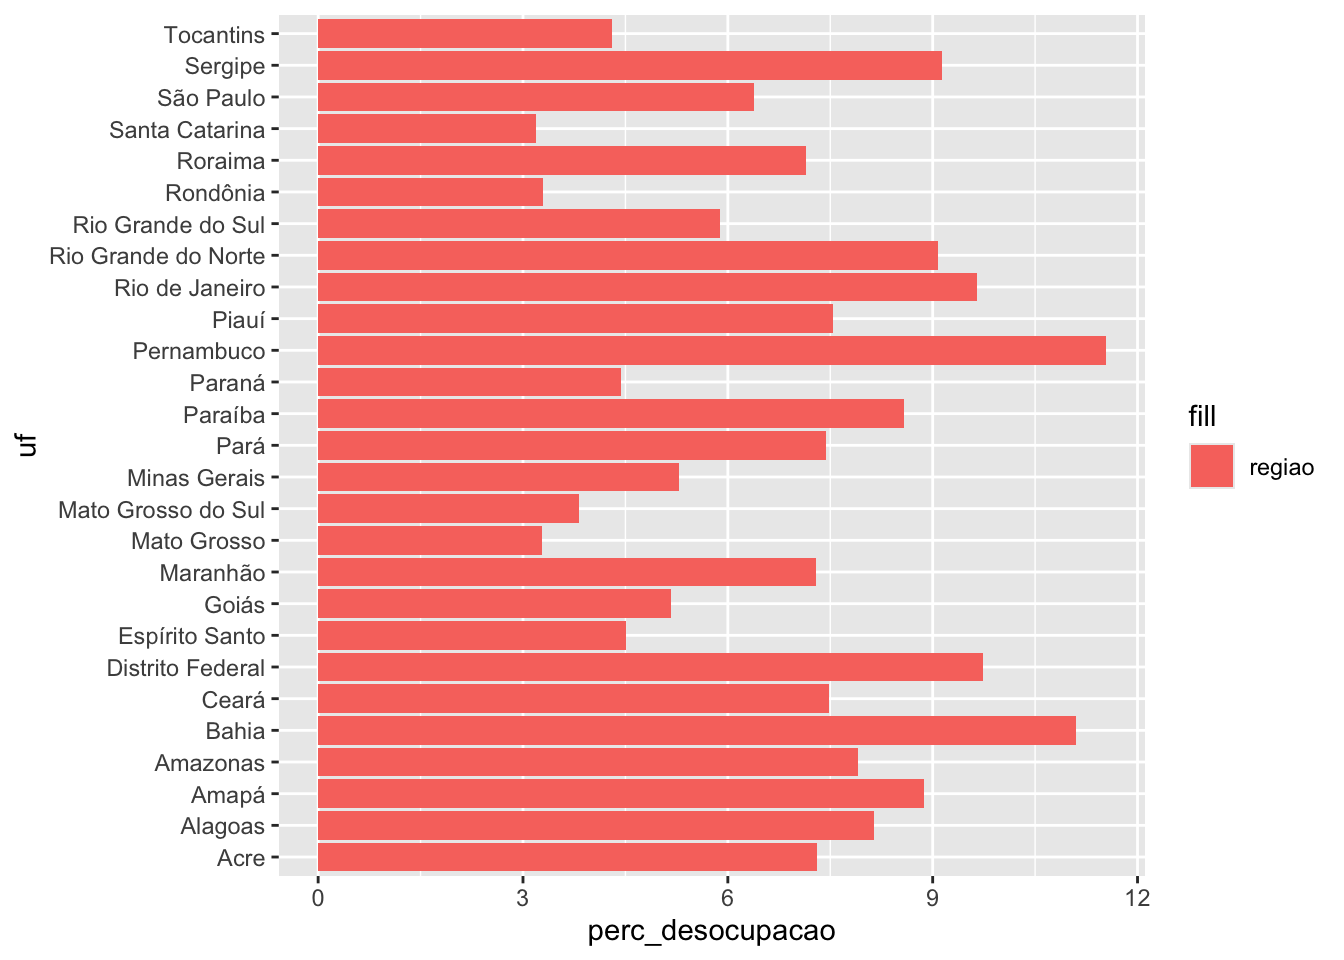 Tocantins
Sergipe
São Paulo
Santa Catarina
Roraima
Rondônia
Rio Grande do Sul
Rio Grande do Norte
Rio de Janeiro
Piauí
Pernambuco
Paraná
Paraíba
Pará
Minas Gerais
Mato Grosso do Sul
Mato Grosso
Maranhão
Goiás
Espírito Santo
Distrito Federal
Ceará
Bahia
Amazonas
Amapá
Alagoas
Acre
uf
0 3 6 9 12
perc_desocupacao
fill
regiao